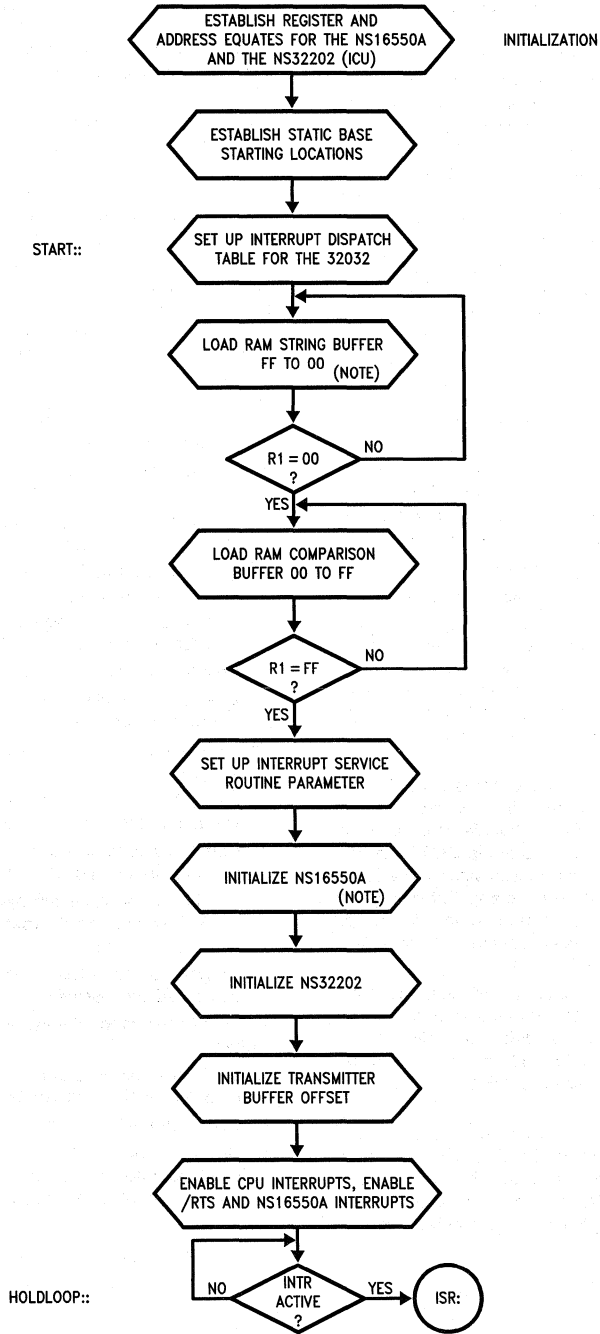 ESTABLISH REGISTER AND
ADDRESS EQUATES FOR THE NS16550A
AND THE NS32202 (ICU)
INITIALIZATION
ESTABLISH STATIC BASE
STARTING LOCATIONS
START::
SET UP INTERRUPT DISPATCH
TABLE FOR THE 32032
LOAD RAM STRING BUFFER
FF TO 00 (NOTE)
R1 = 00
?
NO
YES
LOAD RAM COMPARISON
BUFFER 00 TO FF
R1 = FF
?
NO
YES
SET UP INTERRUPT SERVICE
ROUTINE PARAMETER
INITIALIZE NS16550A
(NOTE)
INITIALIZE NS32202
INITIALIZE TRANSMITTER
BUFFER OFFSET
ENABLE CPU INTERRUPTS, ENABLE
/RTS AND NS16550A INTERRUPTS
HOLDLOOP::
NO
INTR
ACTIVE
?
YES
ISR: